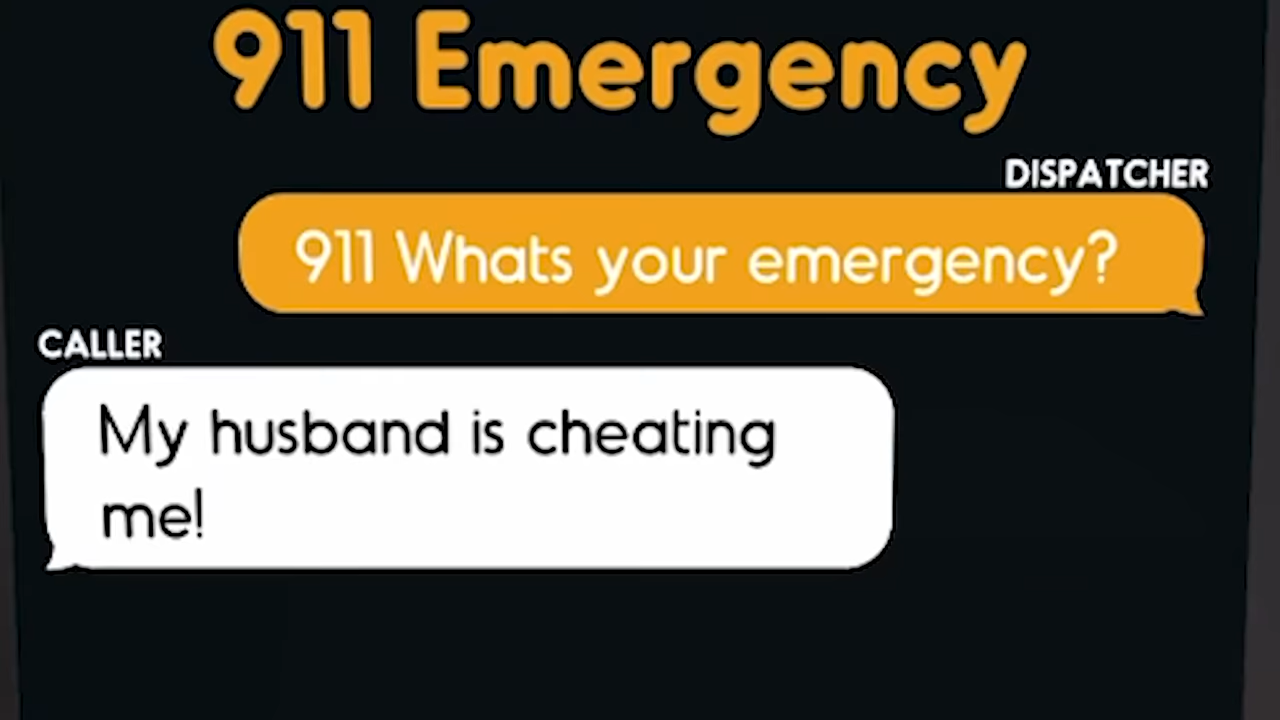 911 Emergency
DISPATCHER
911 Whats your emergency?
CALLER
My husband is cheating
me!